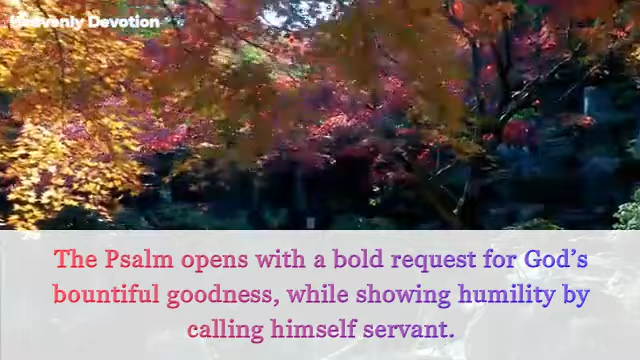 Heavenly Devotion
The Psalm opens with a bold request for God’s
bountiful goodness, while showing humility by
calling himself servant.